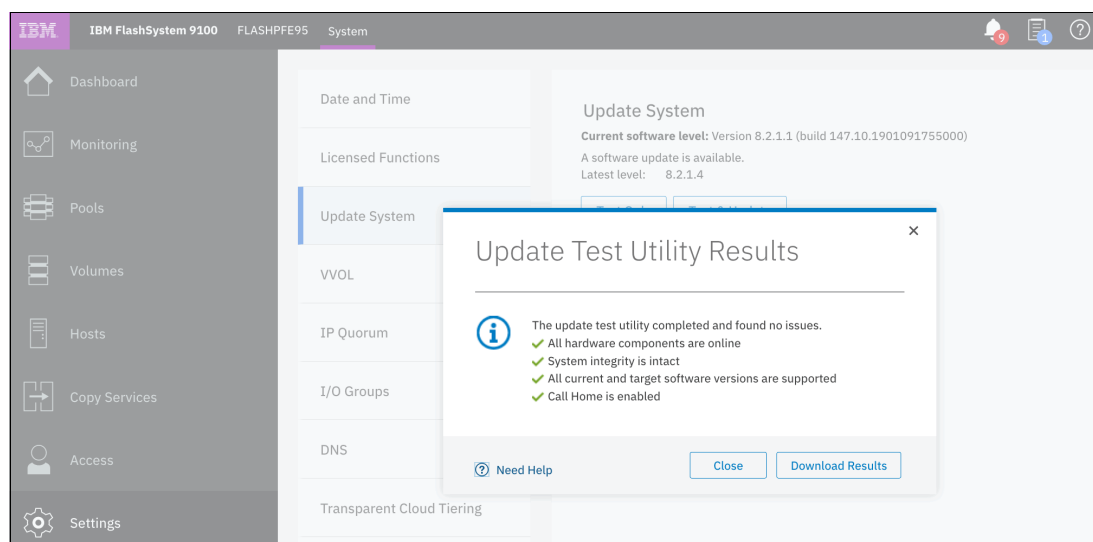 IBM
IBM FlashSystem 9100 FLASHPFE95 System
9
1
Dashboard
Monitoring
Pools
Volumes
Hosts
Copy Services
Access
Settings
Date and Time
Licensed Functions
Update System
VVOL
IP Quorum
I/O Groups
DNS
Transparent Cloud Tiering
Update System
Current software level: Version 8.2.1.1 (build 147.10.1901091755000)
A software update is available.
Latest level: 8.2.1.4
Update Test Utility Results
The update test utility completed and found no issues.
All hardware components are online
System integrity is intact
All current and target software versions are supported
Call Home is enabled
Need Help
Close
Download Results